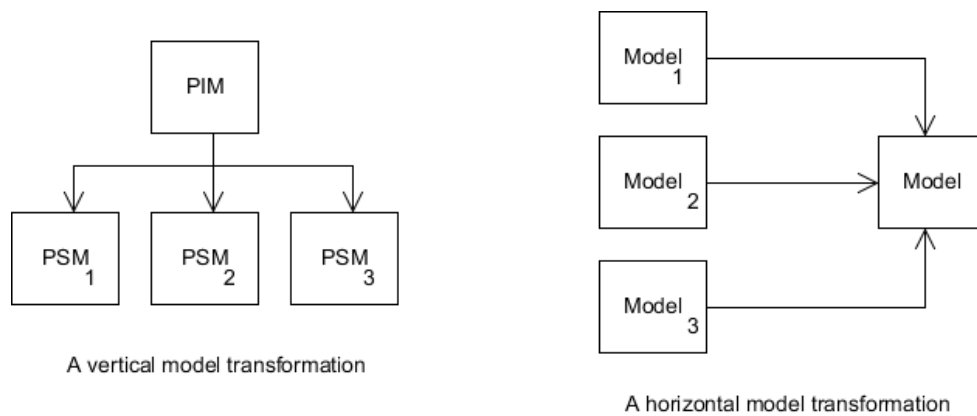 PIM
PSM 1
PSM 2
PSM 3
A vertical model transformation
Model 1
Model 2
Model 3
Model
A horizontal model transformation